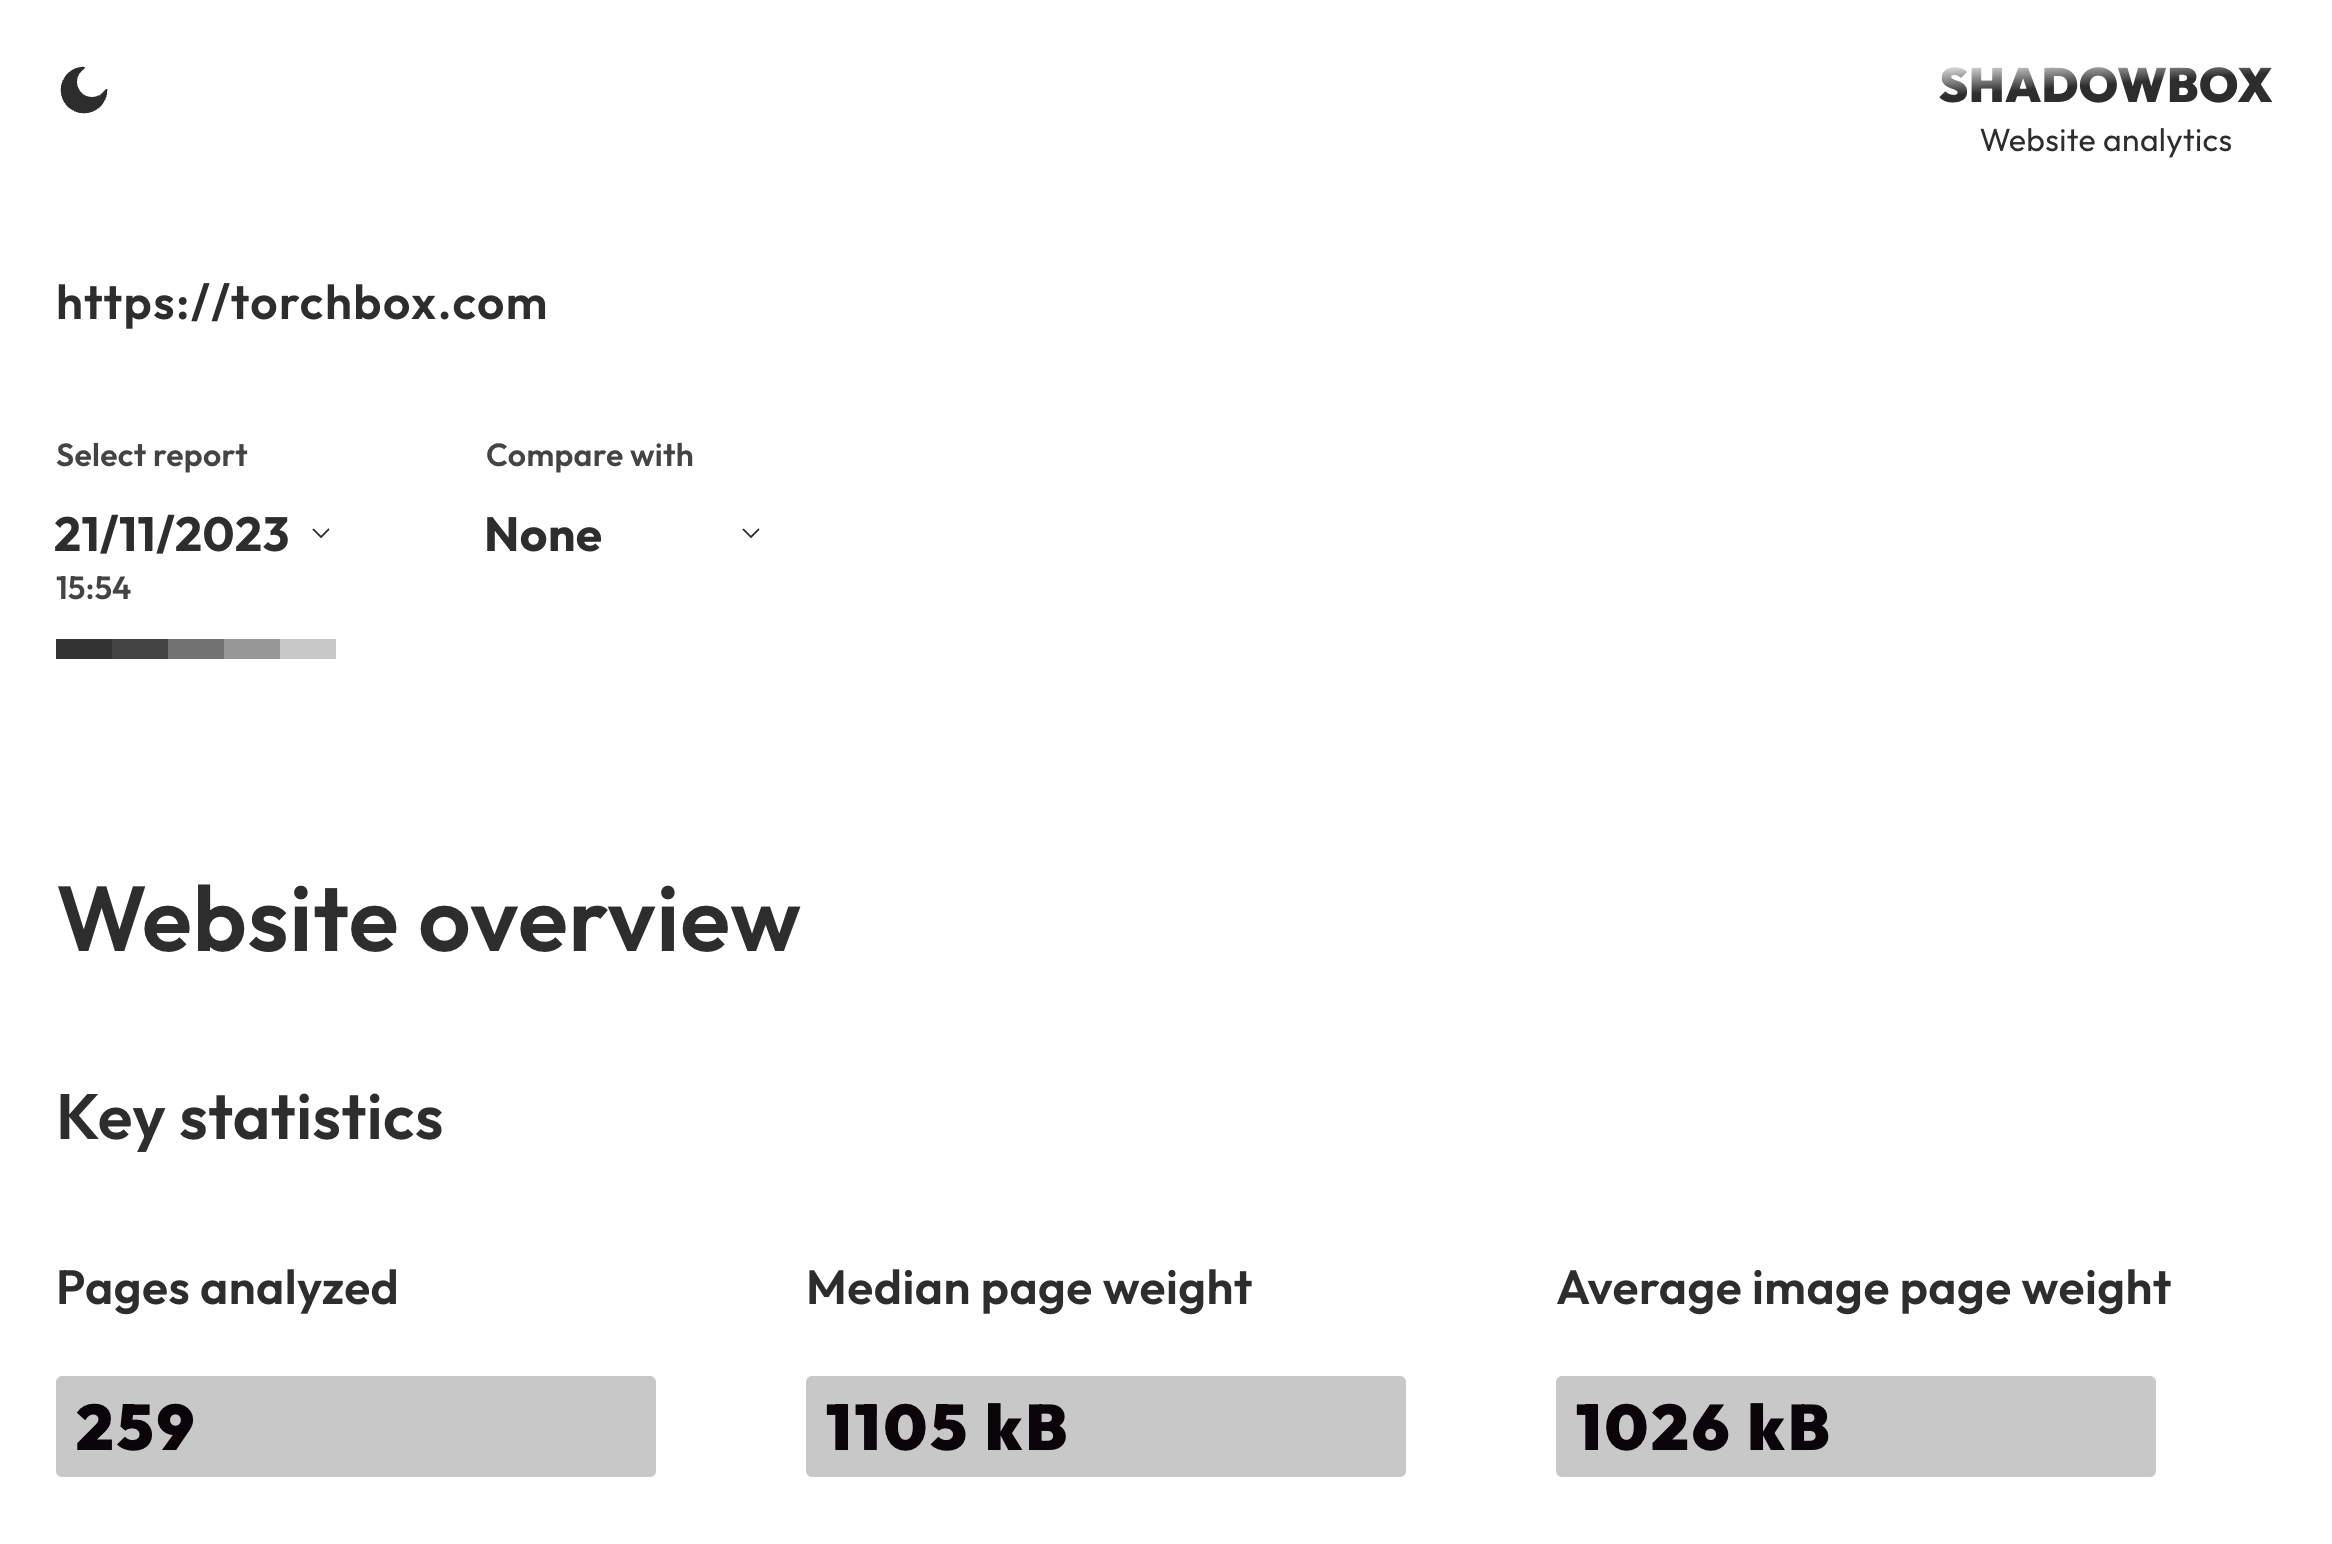 SHADOWBOX
Website analytics
https://torchbox.com
Select report
Compare with
21/11/2023
None
15:54
Website overview
Key statistics
Pages analyzed
Median page weight
Average image page weight
259
1105 kB
1026 kB